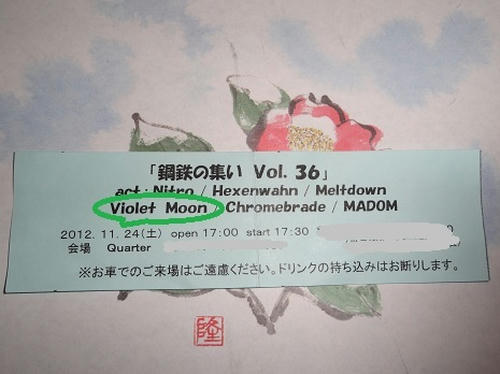 「鋼鉄の集い Vol. 36」
act : Nitro / Hexenwahn / Meltdown
Violet Moon / Chromebrade / MADOM
2012. 11. 24(土) open 17:00 start 17:30
会場 Quarter
※お車でのご来場はご遠慮ください。ドリンクの持ち込みはお断りします。
隆